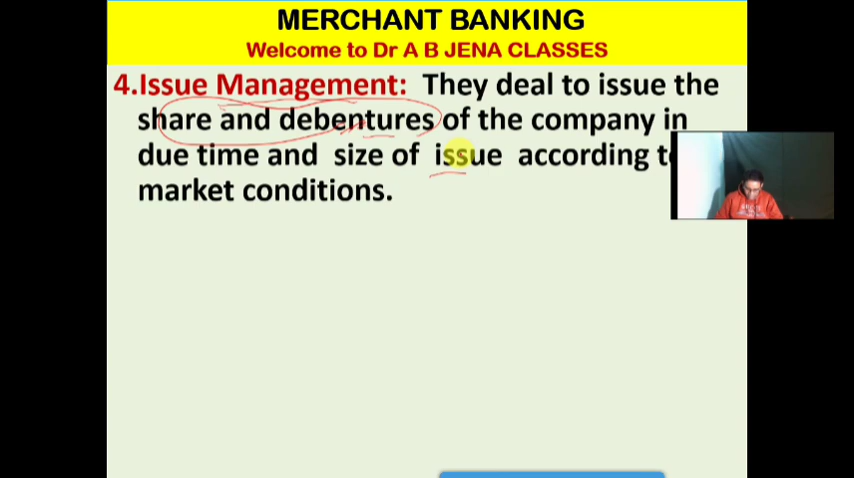 MERCHANT BANKING
Welcome to Dr A B JENA CLASSES
4.Issue Management: They deal to issue the
share and debentures of the company in
due time and size of issue according
market conditions.